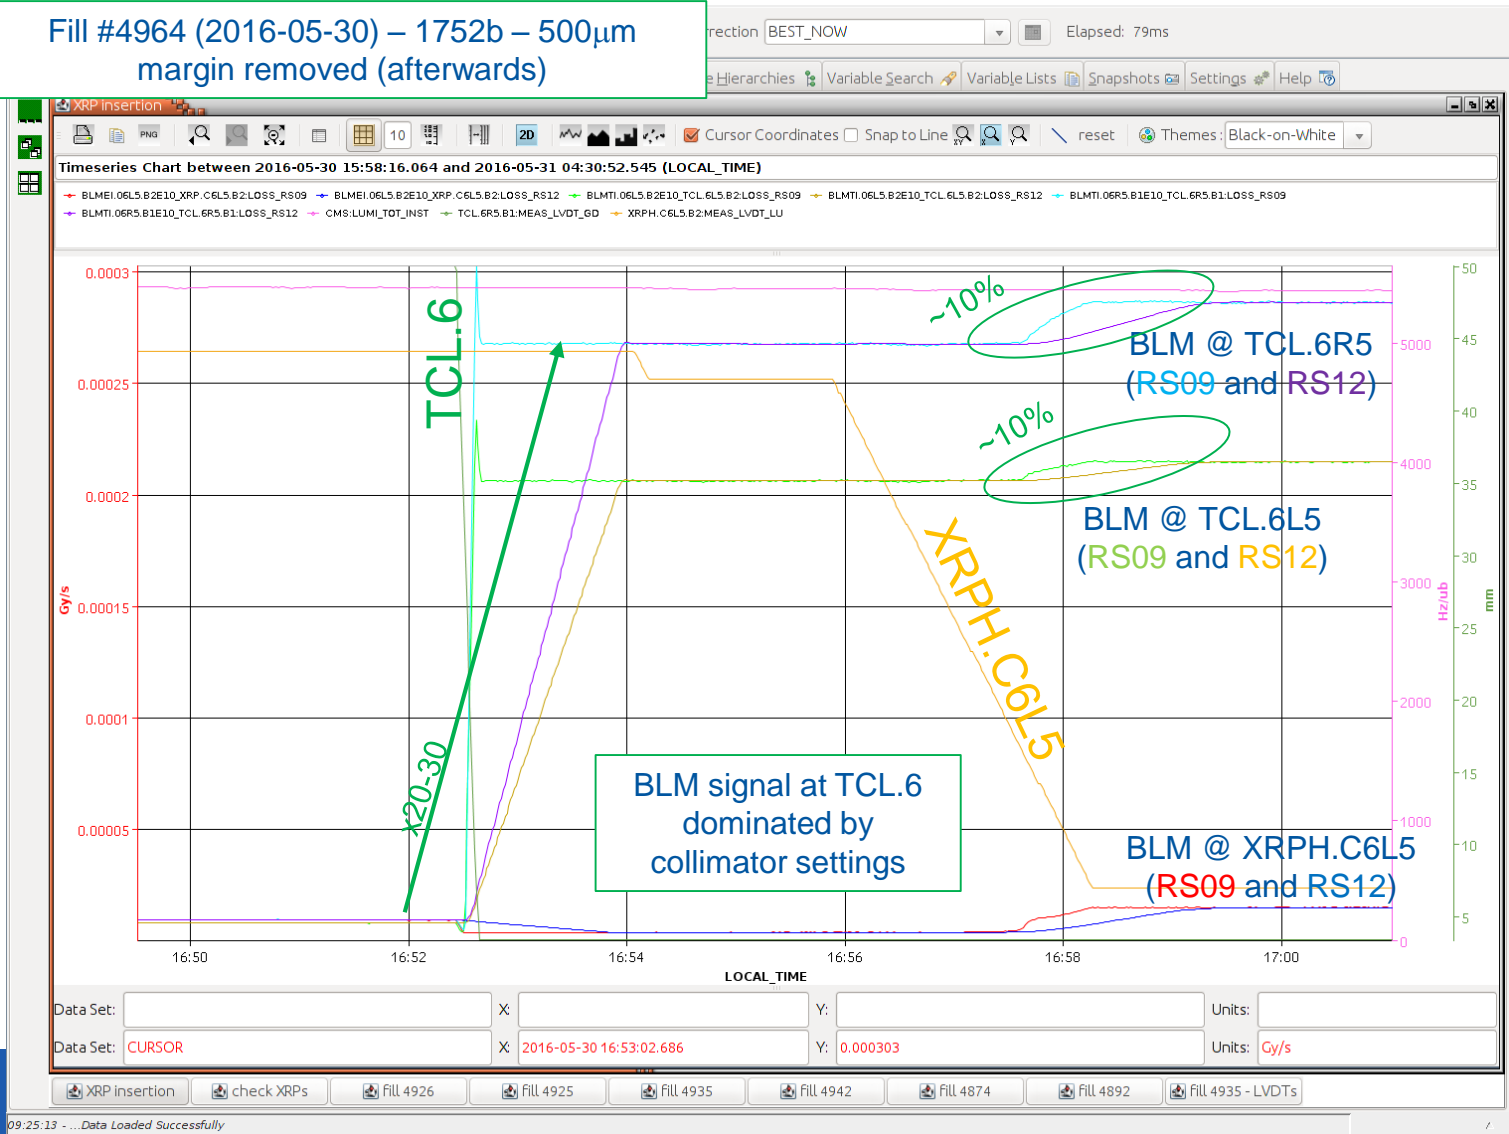 Fill #4964 (2016-05-30) – 1752b – 500μm
margin removed (afterwards)
rection BEST_NOW Elapsed: 79ms
Hierarchies Variable Search Variable Lists Snapshots Settings Help
XRP insertion
PNG 10 2D Cursor Coordinates Snap to Line reset Themes: Black-on-White
Timeseries Chart between 2016-05-30 15:58:16.064 and 2016-05-31 04:30:52.545 (LOCAL_TIME)
BLMEI.06L5.B2E10_XRP.C6L5.B2:LOSS_RS09 BLMEI.06L5.B2E10_XRP.C6L5.B2:LOSS_RS12 BLMTI.06L5.B2E10_TCL.6L5.B2:LOSS_RS09 BLMTI.06L5.B2E10_TCL.6L5.B2:LOSS_RS12 BLMTI.06R5.B1E10_TCL.6R5.B1:LOSS_RS09
BLMTI.06R5.B1E10_TCL.6R5.B1:LOSS_RS12 CMS:LUMI_TOT_INST TCL.6R5.B1:MEAS_LVDT_GD XRPH.C6L5.B2:MEAS_LVDT_LU
0.0003
0.00025
0.0002
0.00015
0.0001
0.00005
Gy/s
5000
4000
3000
2000
1000
0
Hz/ub
50
45
40
35
30
25
20
15
10
5
mm
TCL.6
x20-30
~10%
BLM @ TCL.6R5
(RS09 and RS12)
~10%
BLM @ TCL.6L5
(RS09 and RS12)
XRPH.C6L5
BLM signal at TCL.6
dominated by
collimator settings
BLM @ XRPH.C6L5
(RS09 and RS12)
16:50 16:52 16:54 16:56 16:58 17:00
LOCAL_TIME
Data Set: X: Y: Units:
Data Set: CURSOR X: 2016-05-30 16:53:02.686 Y: 0.000303 Units: Gy/s
XRP insertion check XRPs fill 4926 fill 4925 fill 4935 fill 4942 fill 4874 fill 4892 fill 4935 - LVDTs
09:25:13 - ...Data Loaded Successfully